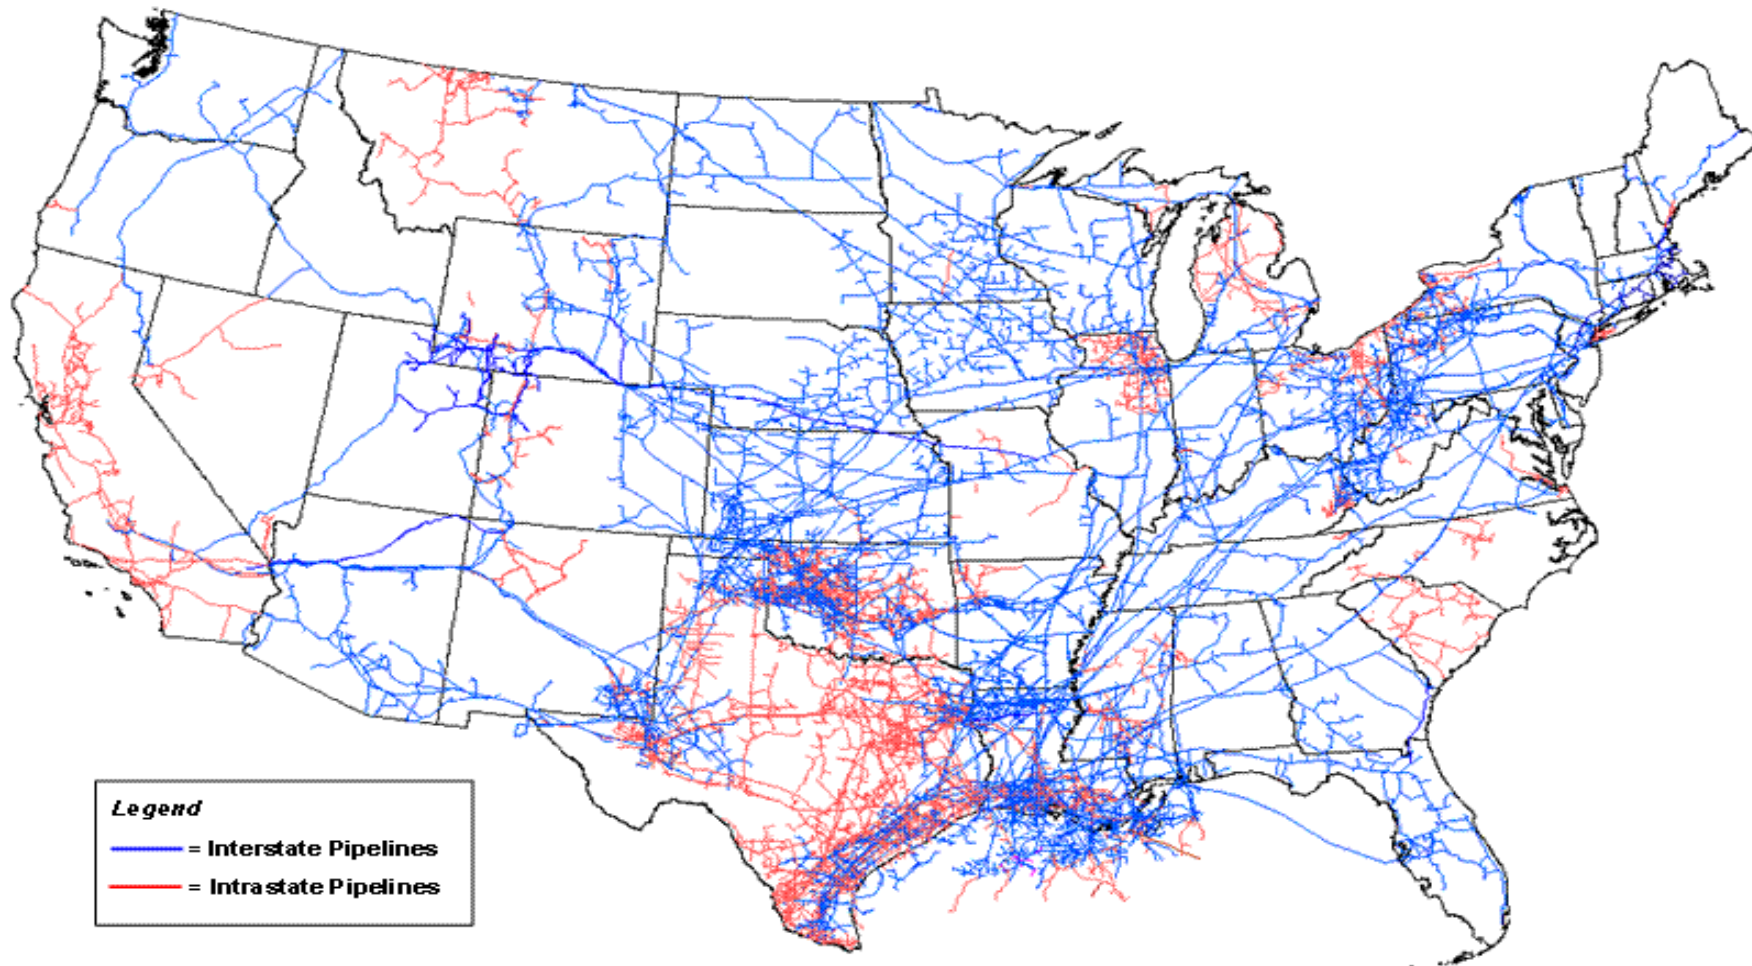 Legend
= Interstate Pipelines
= Intrastate Pipelines